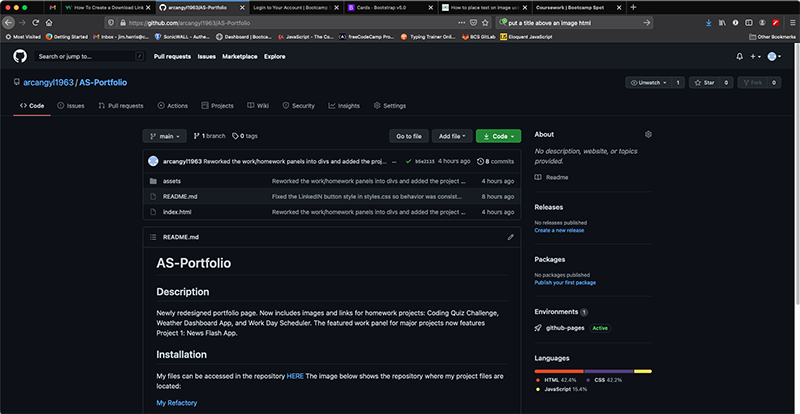 How To Create a Download Link
arcangyl1963/AS-Portfolio
Login to Your Account | Bootcamp
Cards · Bootstrap v5.0
How to place text on image us
Coursework | Bootcamp Spot
https://github.com/arcangyl1963/AS-Portfolio
put a title above an image html
Most Visited
Getting Started
Inbox - jim.harris@c...
SonicWALL - Authe...
Dashboard | Bootca...
JavaScript - The Co...
freeCodeCamp Pro...
Typing Trainer Onli...
BCS GitLab
Eloquent JavaScript
Other Bookmarks
Search or jump to...
Pull requests Issues Marketplace Explore
arcangyl1963 / AS-Portfolio
Unwatch 1 Star 0 Fork 0
Code Issues Pull requests Actions Projects Wiki Security Insights Settings
main 1 branch 0 tags
Go to file Add file Code
arcangyl1963 Reworked the work/homework panels into divs and added the proj... ... 4 hours ago 8 commits
assets Reworked the work/homework panels into divs and added the project ... 4 hours ago
README.md Fixed the LinkedIN button style in styles.css so behavior was consist... 8 hours ago
index.html Reworked the work/homework panels into divs and added the project ... 4 hours ago
README.md
AS-Portfolio
Description
Newly redesigned portfolio page. Now includes images and links for homework projects: Coding Quiz Challenge,
Weather Dashboard App, and Work Day Scheduler. The featured work panel for major projects now features
Project 1: News Flash App.
Installation
My files can be accessed in the repository HERE The image below shows the repository where my project files are
located:
My Refactory
About
No description, website, or topics
provided.
Readme
Releases
No releases published
Create a new release
Packages
No packages published
Publish your first package
Environments 1
github-pages Active
Languages
HTML 42.4% CSS 42.2%
JavaScript 15.4%